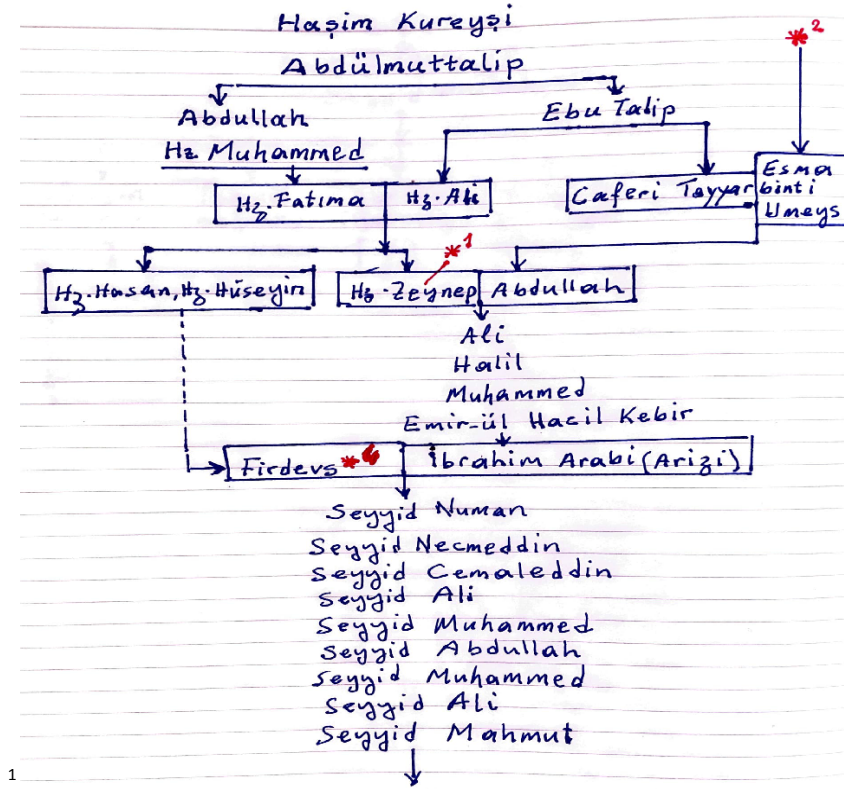 Haşim Kureyşi
*2
Abdülmuttalip
Abdullah
Ebu Talip
Hz Muhammed
Hz. Fatıma Hz. Ali Caferi Tayyar Esma binti Umeys
*1
Hz. Hasan, Hz. Hüseyin Hz. Zeynep Abdullah
Ali
Halil
Muhammed
Emir-ül Hacil Kebir
Firdevs * İbrahim Arabi (Arizi)
Seyyid Numan
Seyyid Necmeddin
Seyyid Cemaleddin
Seyyid Ali
Seyyid Muhammed
Seyyid Abdullah
Seyyid Muhammed
Seyyid Ali
Seyyid Mahmut
1